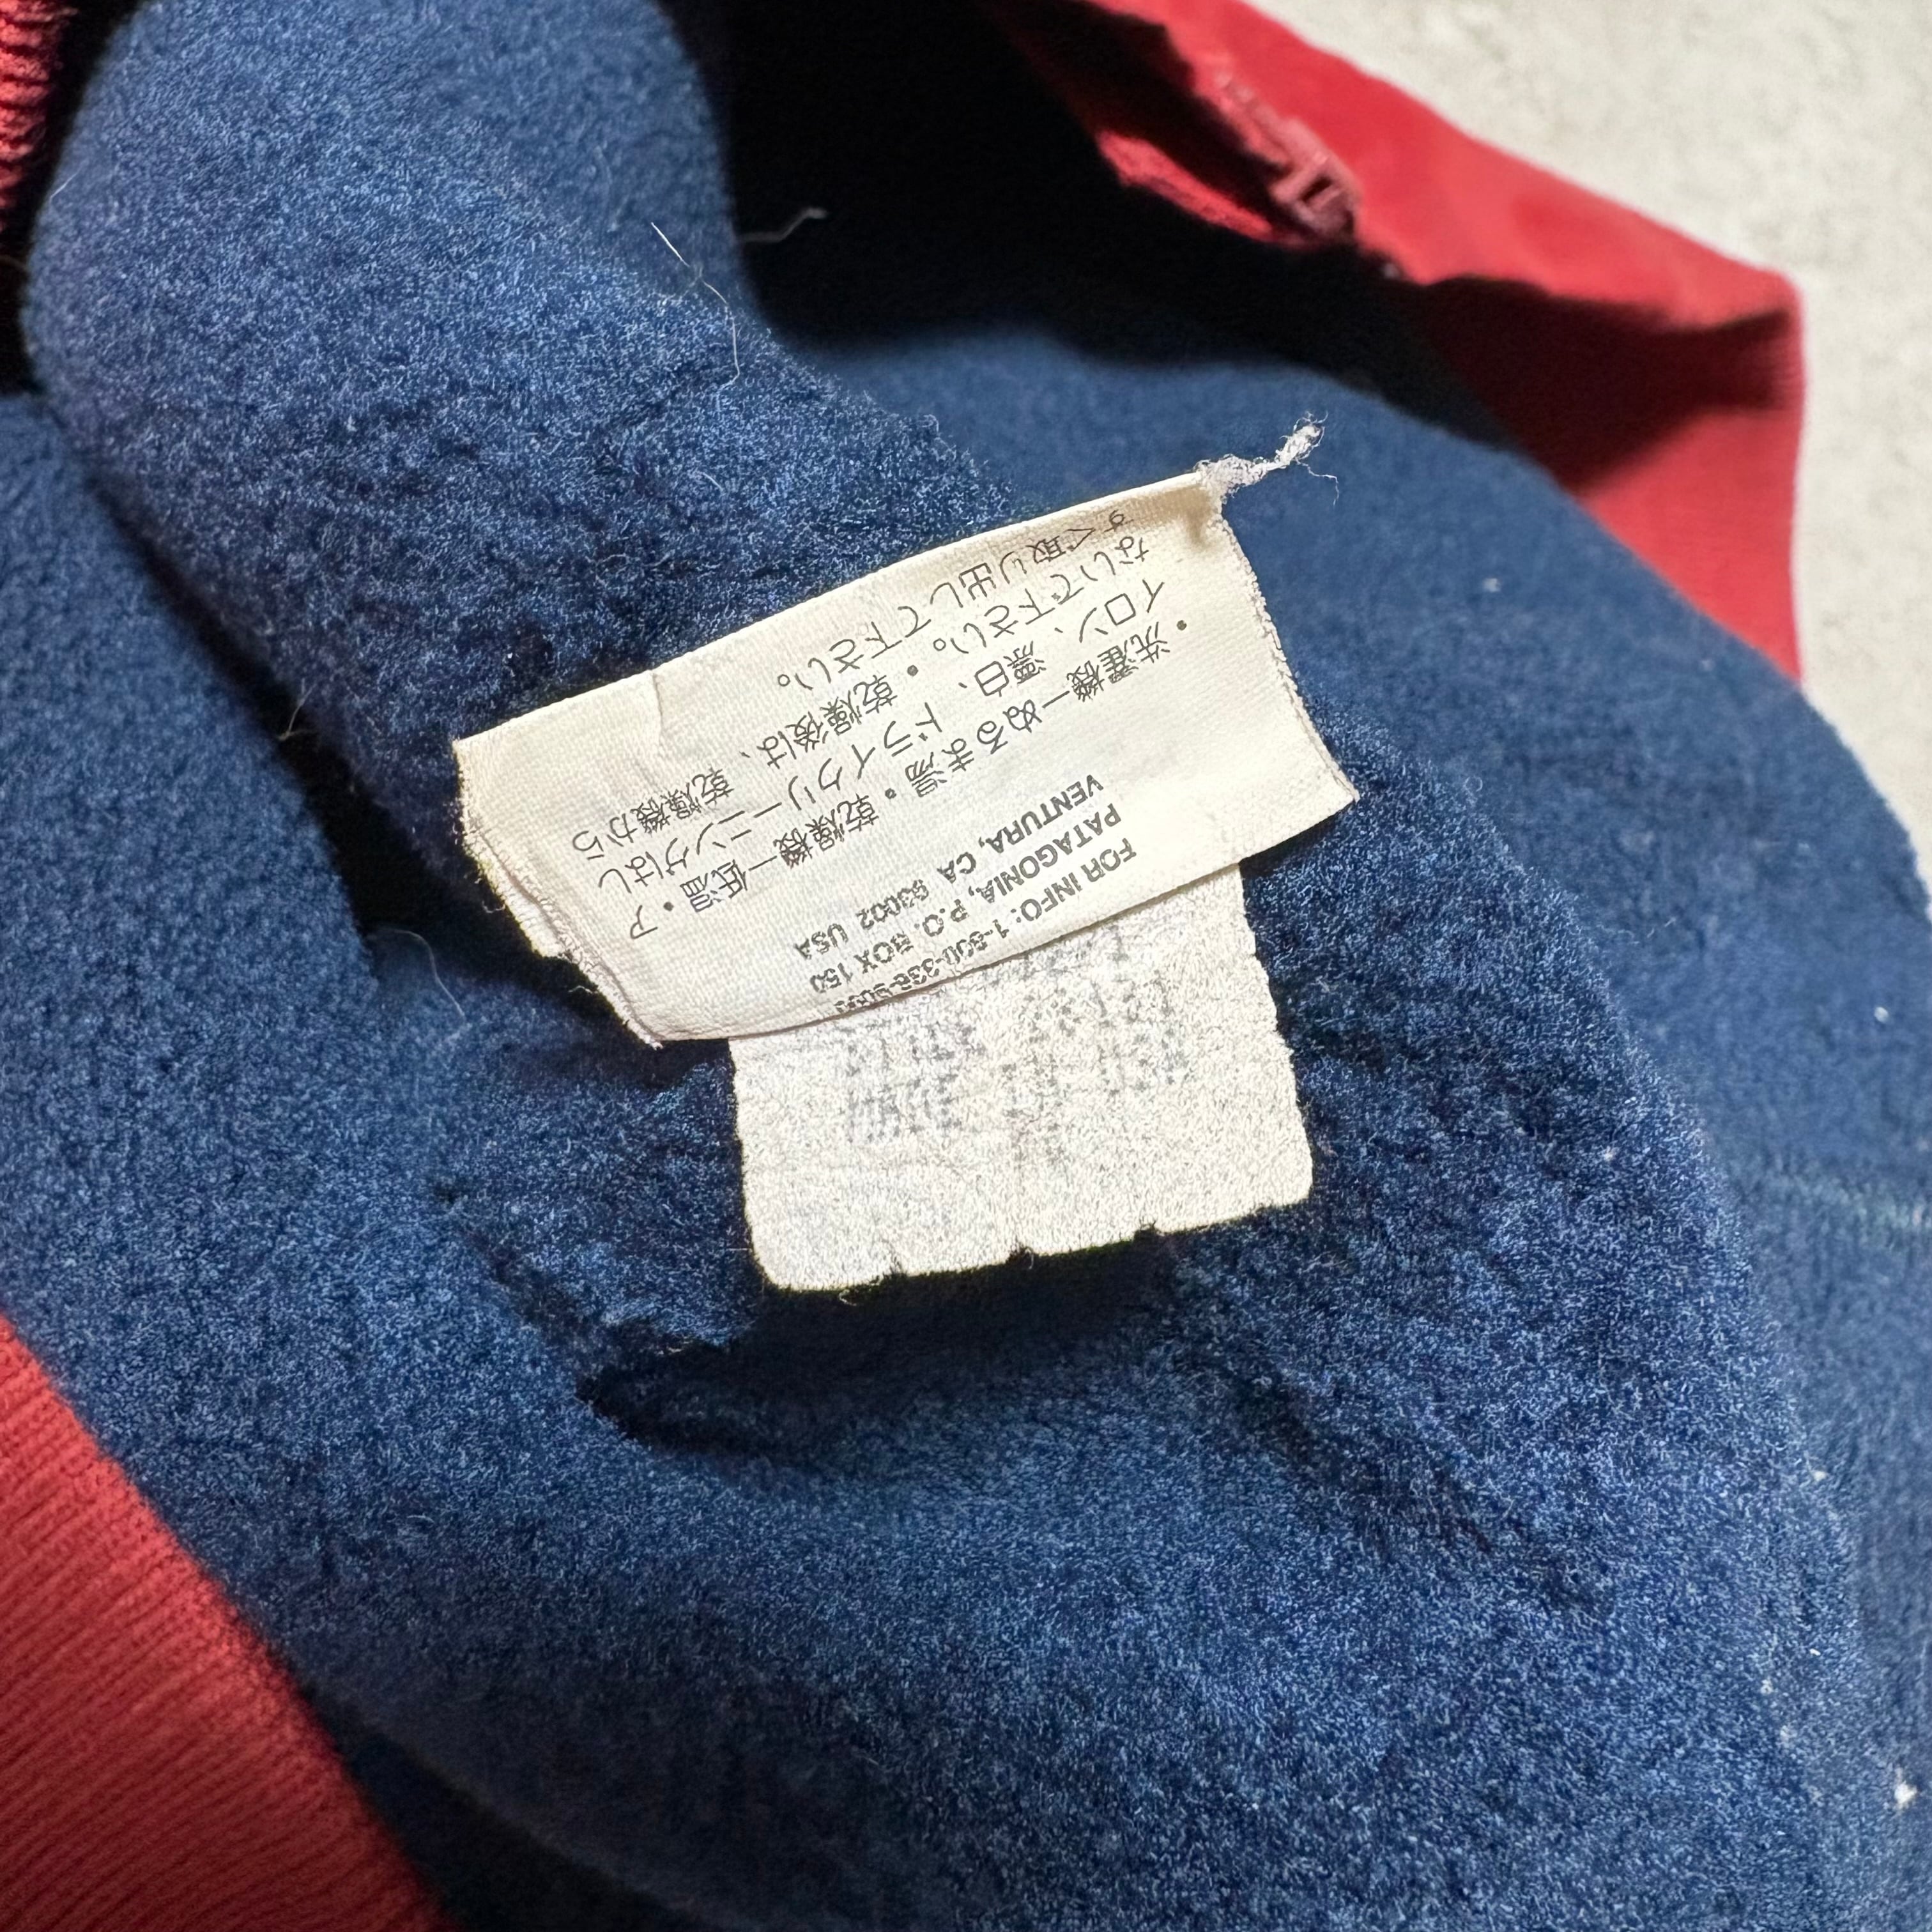 FOR INFO:
PATAGONIA, P.O. BOX 150
VENTURA, CA 93002 USA
・洗濯機—ぬるま湯・乾燥機—低温・ア
イロン、漂白、ドライクリーニングはし
ないで下さい。・乾燥後は、乾燥機から
すぐ取り出して下さい。